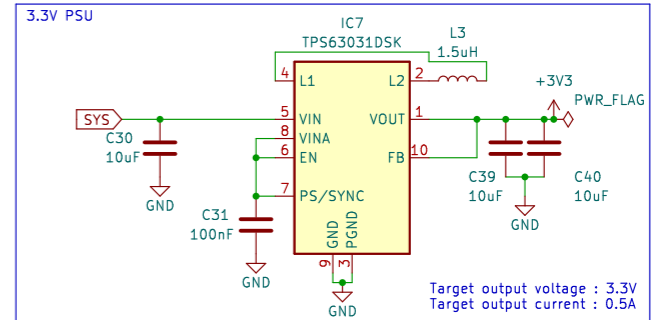 3.3V PSU
IC7
TPS63031DSK
L3
1.5uH
4 L1
L2 2
+3V3
PWR_FLAG
SYS
5 VIN
VOUT 1
8 VINA
6 EN
FB 10
7 PS/SYNC
C30
10uF
GND
C31
100nF
GND
GND
PGND
9
3
GND
C39
10uF
C40
10uF
GND
Target output voltage : 3.3V
Target output current : 0.5A